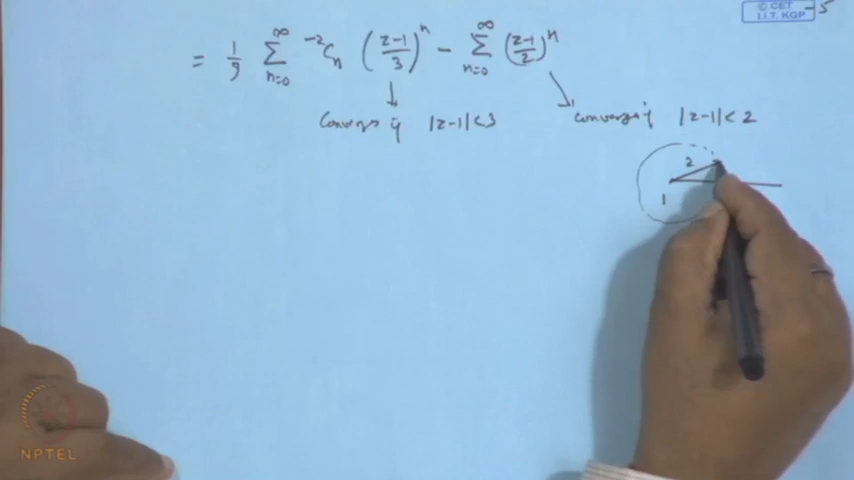 © CET
I.I.T. KGP
-5
= 1/9 ∑_{n=0}^{∞} ^{-2}C_n ((z-1)/3)^n - ∑_{n=0}^{∞} ((z-1)/2)^n
Converges if |z-1|<3 converges if |z-1|<2
2
1
NPTEL